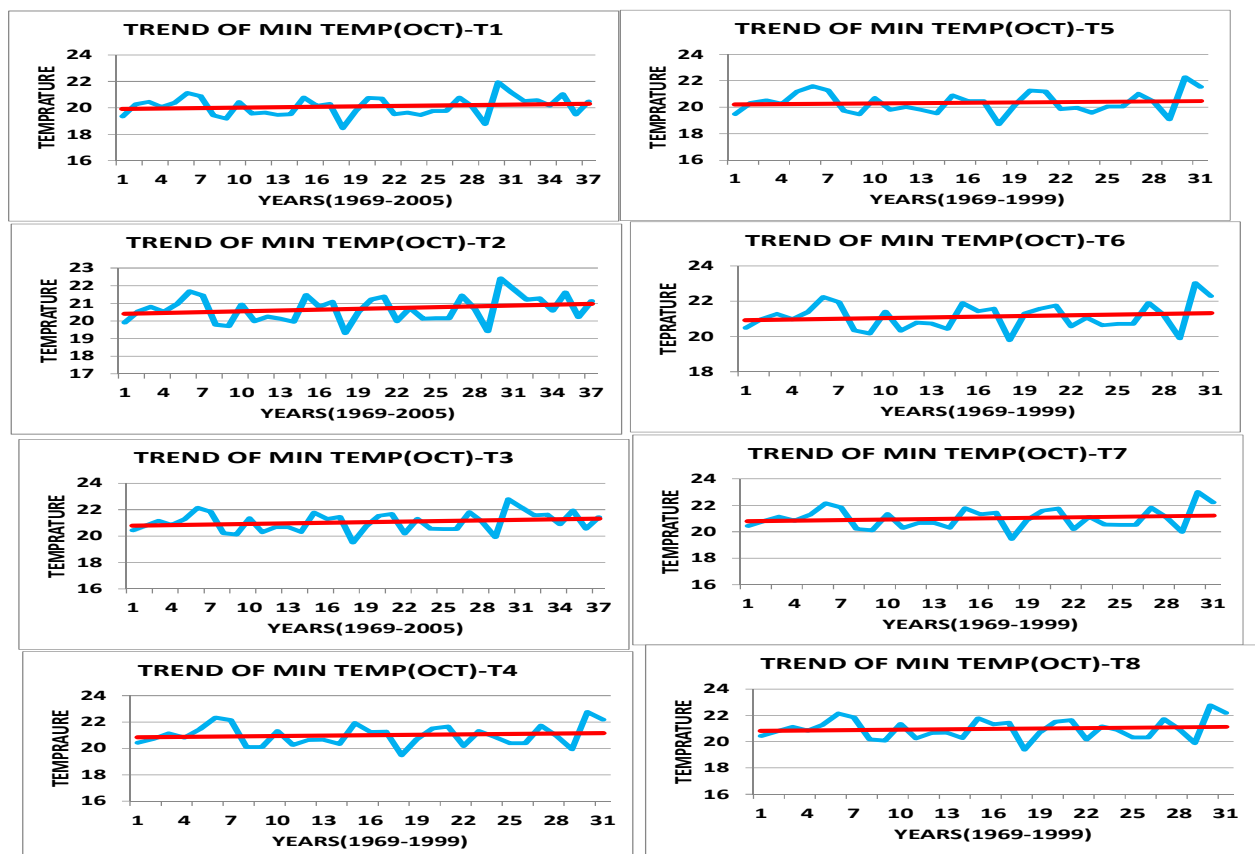 TREND OF MIN TEMP(OCT)-T1
TEMPRATURE
24
22
20
18
16
1 4 7 10 13 16 19 22 25 28 31 34 37
YEARS(1969-2005)
TREND OF MIN TEMP(OCT)-T5
TEMPRATURE
24
22
20
18
16
1 4 7 10 13 16 19 22 25 28 31
YEARS(1969-1999)
TREND OF MIN TEMP(OCT)-T2
TEMPRATURE
23
22
21
20
19
18
17
1 4 7 10 13 16 19 22 25 28 31 34 37
YEARS(1969-2005)
TREND OF MIN TEMP(OCT)-T6
TEPRATURE
24
22
20
18
1 4 7 10 13 16 19 22 25 28 31
YEARS(1969-1999)
TREND OF MIN TEMP(OCT)-T3
TEMPRATURE
24
22
20
18
16
1 4 7 10 13 16 19 22 25 28 31 34 37
YEARS(1969-2005)
TREND OF MIN TEMP(OCT)-T7
TEMPRATURE
24
22
20
18
16
1 4 7 10 13 16 19 22 25 28 31
YEARS(1969-1999)
TREND OF MIN TEMP(OCT)-T4
TEMPRAURE
24
22
20
18
16
1 4 7 10 13 16 19 22 25 28 31
YEARS(1969-1999)
TREND OF MIN TEMP(OCT)-T8
TEMPRATURE
24
22
20
18
16
1 4 7 10 13 16 19 22 25 28 31
YEARS(1969-1999)